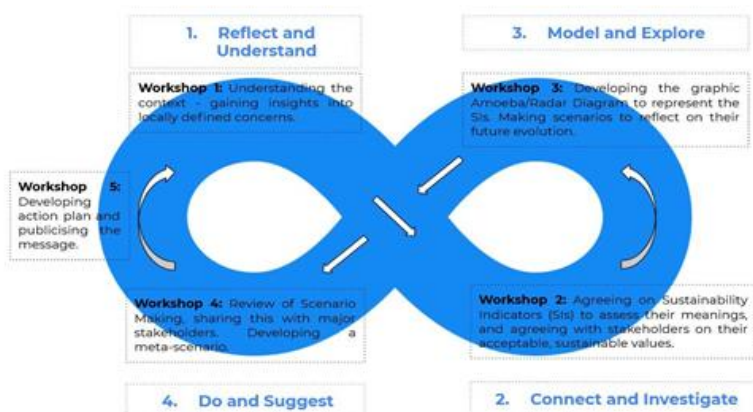 1. Reflect and
Understand
3. Model and Explore
Workshop 1: Understanding the
context - gaining insights into
locally defined concerns.
Workshop 3: Developing the graphic
Amoeba/Radar Diagram to represent the
SIs. Making scenarios to reflect on their
future evolution.
Workshop 5:
Developing
action plan and
publicising the
message.
Workshop 4: Review of Scenario
Making, sharing this with major
stakeholders. Developing a
meta-scenario.
Workshop 2: Agreeing on Sustainability
Indicators (SIs) to assess their meanings,
and agreeing with stakeholders on their
acceptable, sustainable values.
4. Do and Suggest
2. Connect and Investigate